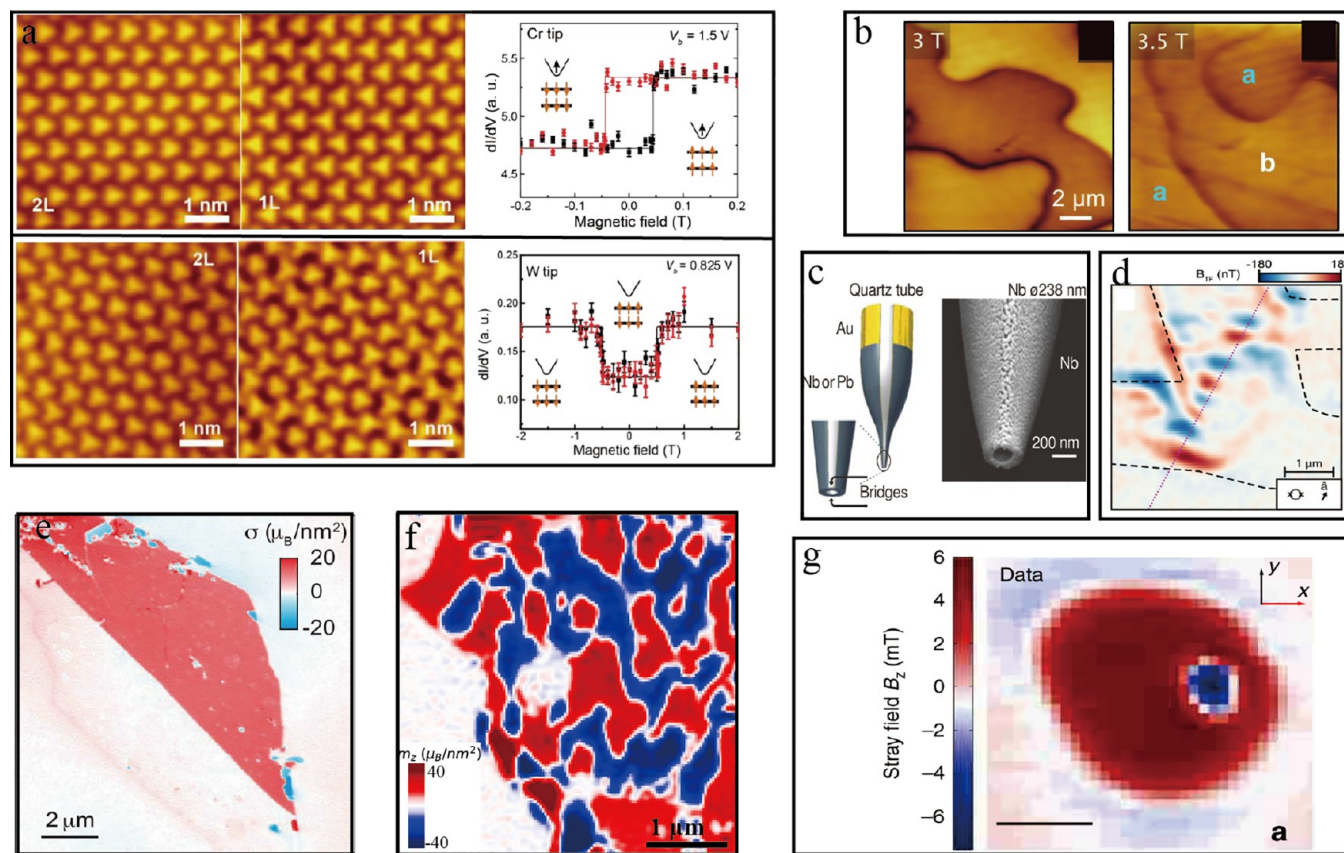 a
2L
1 nm
1L
1 nm
Cr tip
V_b = 1.5 V
dI/dV (a. u.)
5.5
5.0
4.5
-0.2 -0.1 0.0 0.1 0.2
Magnetic field (T)
2L
1 nm
1L
1 nm
W tip
V_b = 0.825 V
dI/dV (a. u.)
0.25
0.20
0.15
0.10
-2 -1 0 1 2
Magnetic field (T)
b
3 T
2 μm
3.5 T
a
b
a
c
Quartz tube
Au
Nb or Pb
Bridges
Nb ø238 nm
Nb
200 nm
d
-180 18
B_TF (nT)
1 μm
â
e
σ (μ_B/nm²)
20
0
-20
2 μm
f
m_z (μ_B/nm²)
40
-40
1 μm
g
Stray field B_z (mT)
6
4
2
0
−2
−4
−6
Data
y
x
a